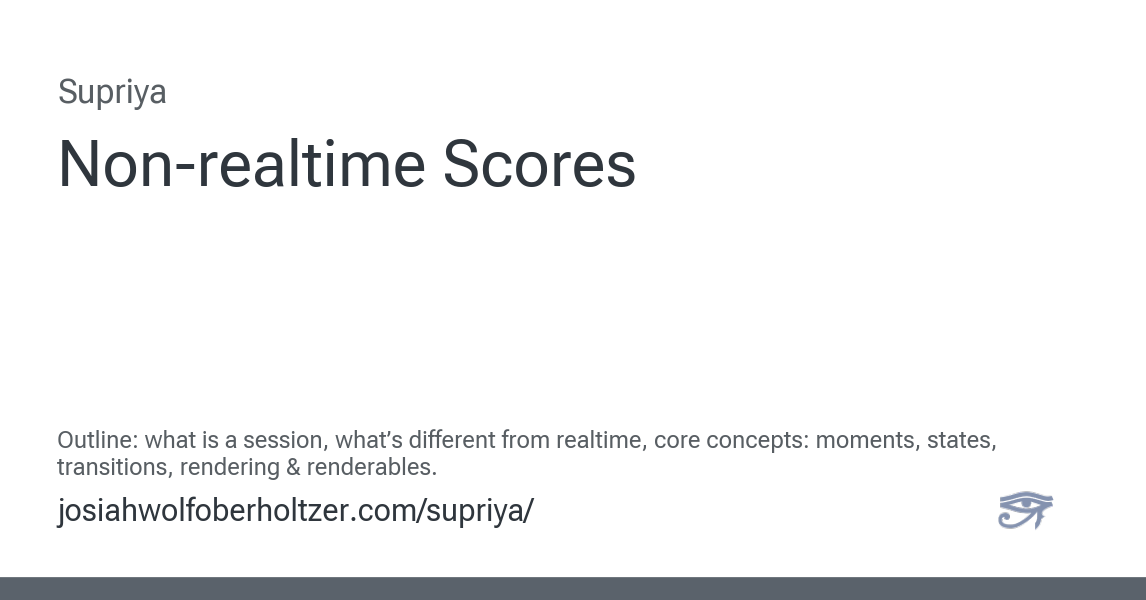 Supriya
Non-realtime Scores
Outline: what is a session, what’s different from realtime, core concepts: moments, states,
transitions, rendering & renderables.
josiahwolfoberholtzer.com/supriya/